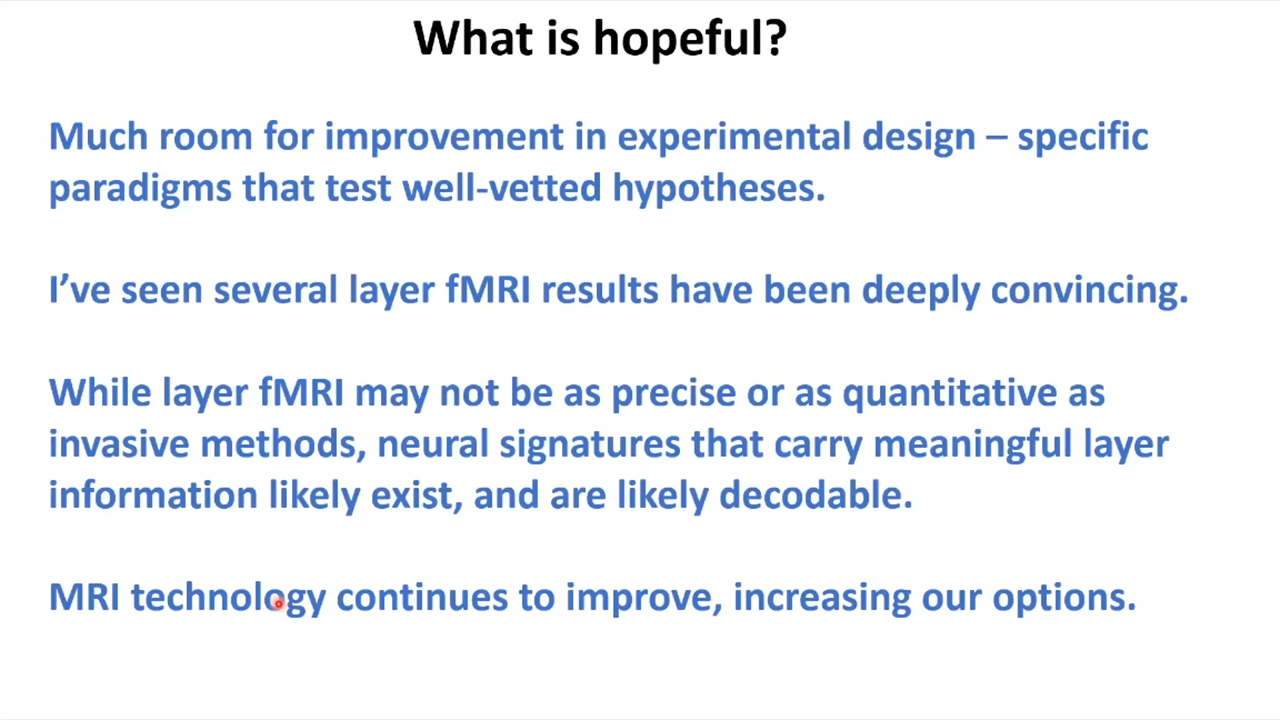 What is hopeful?
Much room for improvement in experimental design – specific
paradigms that test well-vetted hypotheses.
I’ve seen several layer fMRI results have been deeply convincing.
While layer fMRI may not be as precise or as quantitative as
invasive methods, neural signatures that carry meaningful layer
information likely exist, and are likely decodable.
MRI technology continues to improve, increasing our options.